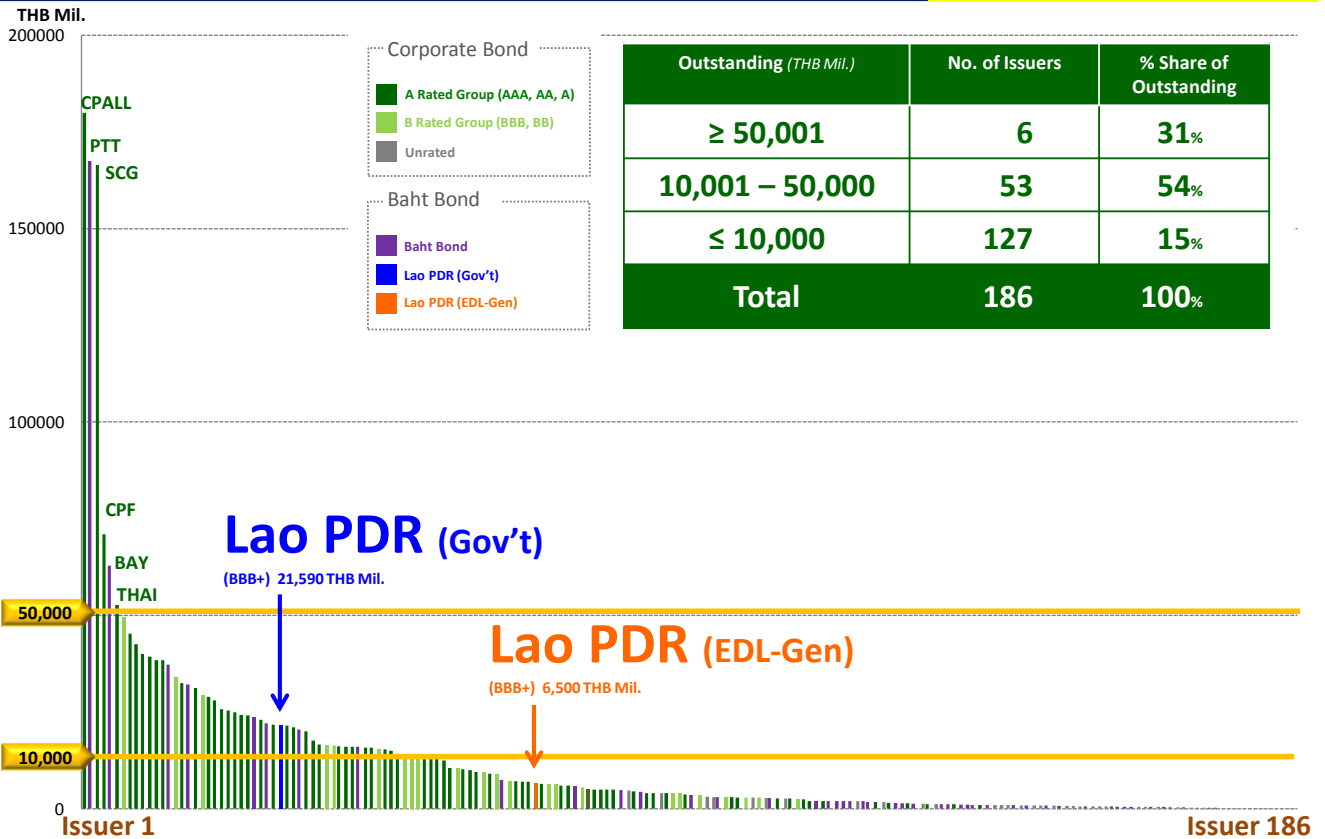 THB Mil.
200000
150000
100000
50,000
10,000
0
CPALL
PTT
SCG
CPF
BAY
THAI
Corporate Bond
A Rated Group (AAA, AA, A)
B Rated Group (BBB, BB)
Unrated
Baht Bond
Baht Bond
Lao PDR (Gov't)
Lao PDR (EDL-Gen)
Outstanding (THB Mil.) No. of Issuers % Share of Outstanding
≥ 50,001 6 31%
10,001 – 50,000 53 54%
≤ 10,000 127 15%
Total 186 100%
Lao PDR (Gov't)
(BBB+) 21,590 THB Mil.
Lao PDR (EDL-Gen)
(BBB+) 6,500 THB Mil.
Issuer 1
Issuer 186